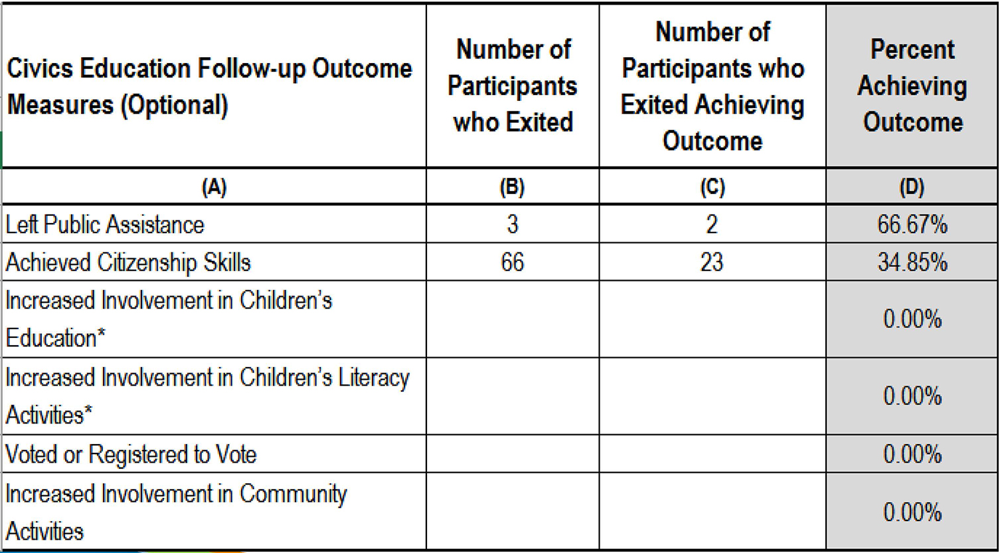 Civics Education Follow-up Outcome
Measures (Optional)
Number of
Participants
who Exited
Number of
Participants who
Exited Achieving
Outcome
Percent
Achieving
Outcome
(A) (B) (C) (D)
Left Public Assistance 3 2 66.67%
Achieved Citizenship Skills 66 23 34.85%
Increased Involvement in Children’s
Education*
0.00%
Increased Involvement in Children’s Literacy
Activities*
0.00%
Voted or Registered to Vote 0.00%
Increased Involvement in Community
Activities
0.00%